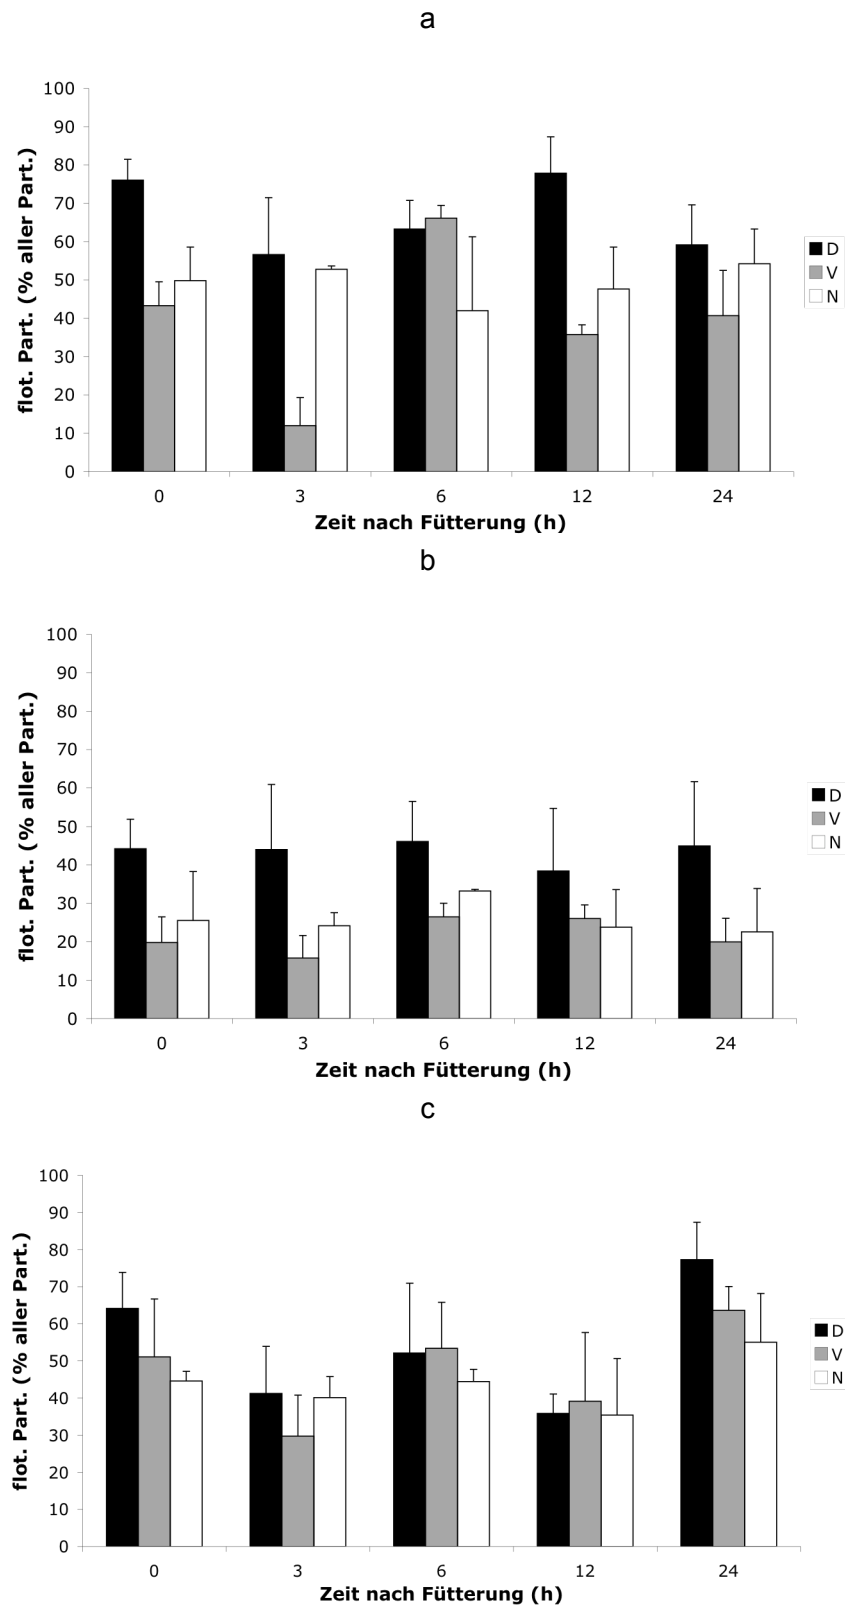 a
100
90
80
70
60
50
40
30
20
10
0
flot. Part. (% aller Part.)
D
V
N
0 3 6 12 24
Zeit nach Fütterung (h)
b
100
90
80
70
60
50
40
30
20
10
0
flot. Part. (% aller Part.)
D
V
N
0 3 6 12 24
Zeit nach Fütterung (h)
c
100
90
80
70
60
50
40
30
20
10
0
flot. Part. (% aller Part.)
D
V
N
0 3 6 12 24
Zeit nach Fütterung (h)